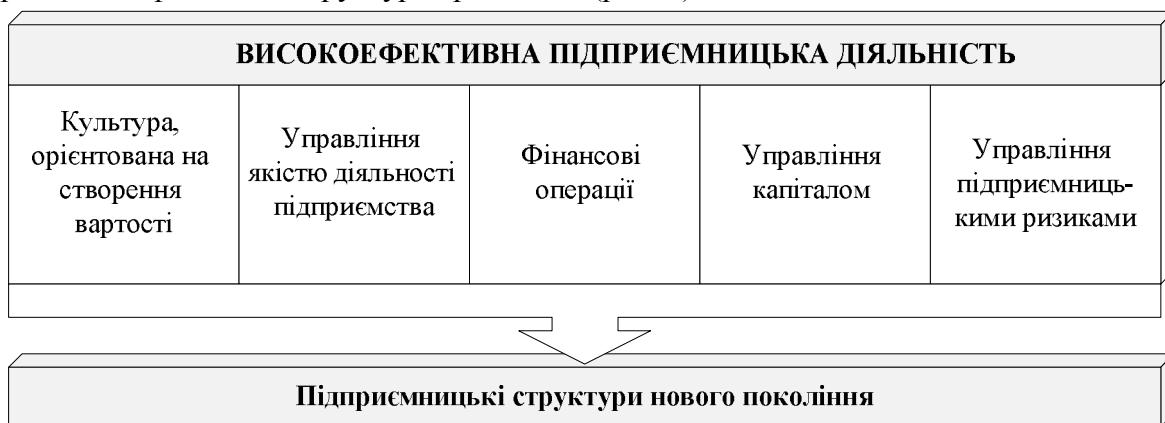 ВИСОКОЕФЕКТИВНА ПІДПРИЄМНИЦЬКА ДІЯЛЬНІСТЬ
Культура,
орієнтована на
створення
вартості
Управління
якістю діяльності
підприємства
Фінансові
операції
Управління
капіталом
Управління
підприємниць-
кими ризиками
Підприємницькі структури нового покоління